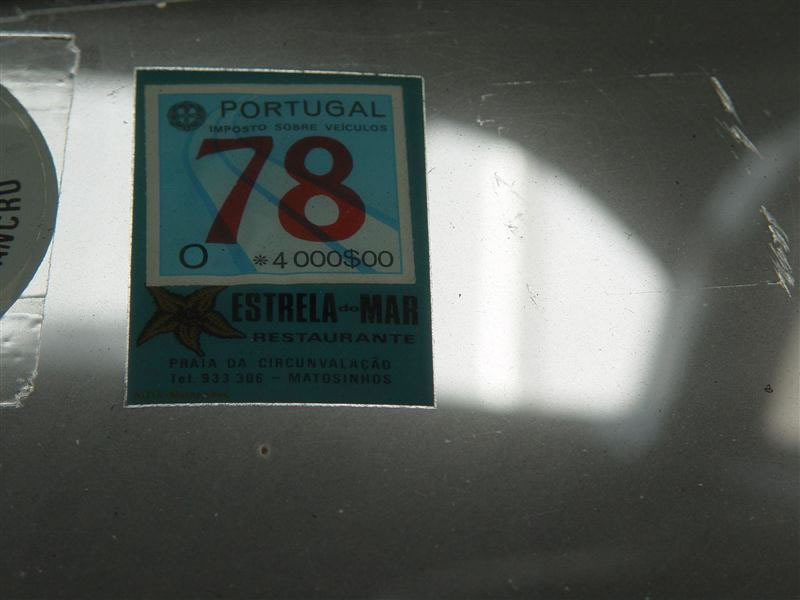 PORTUGAL
IMPOSTO SOBRE VEÍCULOS
78
O *4 000$00
ESTRELA do MAR
RESTAURANTE
PRAIA DA CIRCUNVALAÇÃO
Tel. 933 306 - MATOSINHOS
ANCRU